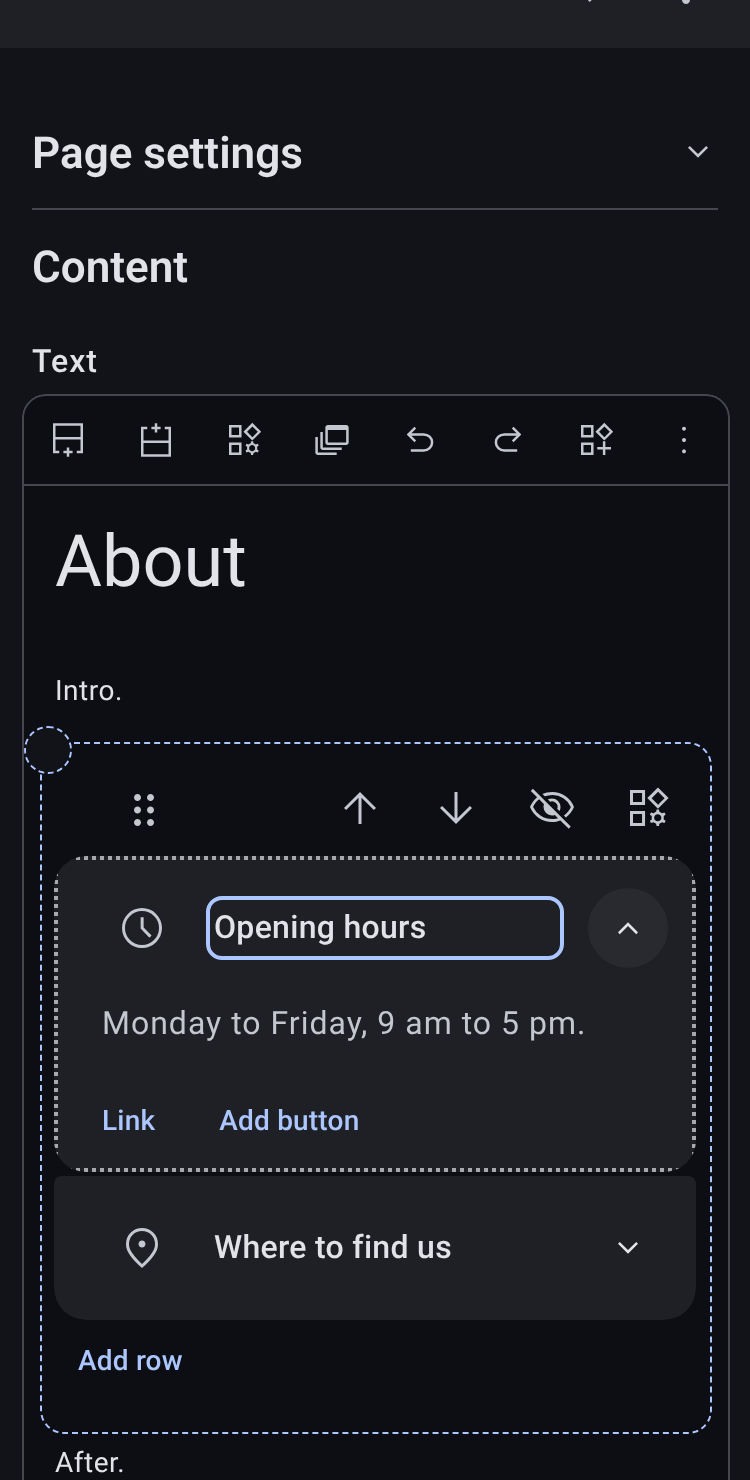 Page settings
Content
Text
About
Intro.
Opening hours
Monday to Friday, 9 am to 5 pm.
Link Add button
Where to find us
Add row
After.